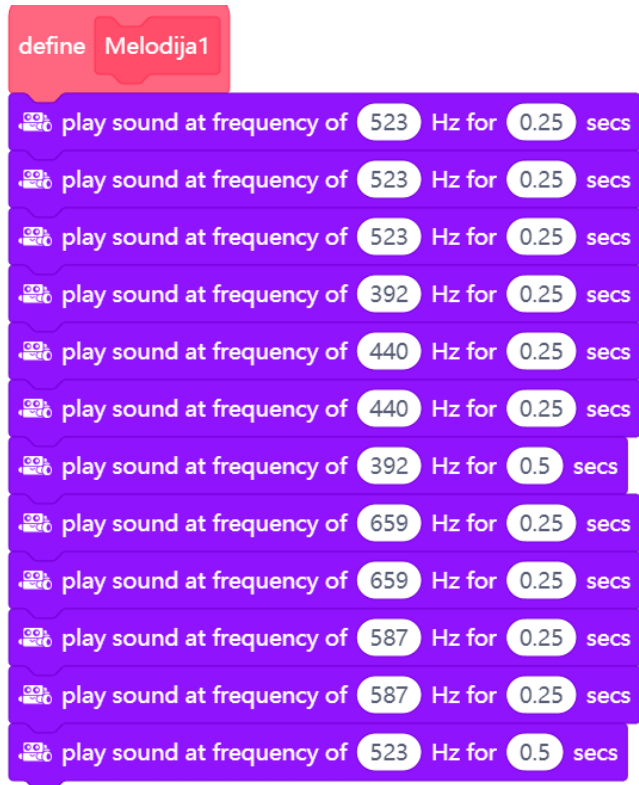 define Melodija1
play sound at frequency of 523 Hz for 0.25 secs
play sound at frequency of 523 Hz for 0.25 secs
play sound at frequency of 523 Hz for 0.25 secs
play sound at frequency of 392 Hz for 0.25 secs
play sound at frequency of 440 Hz for 0.25 secs
play sound at frequency of 440 Hz for 0.25 secs
play sound at frequency of 392 Hz for 0.5 secs
play sound at frequency of 659 Hz for 0.25 secs
play sound at frequency of 659 Hz for 0.25 secs
play sound at frequency of 587 Hz for 0.25 secs
play sound at frequency of 587 Hz for 0.25 secs
play sound at frequency of 523 Hz for 0.5 secs